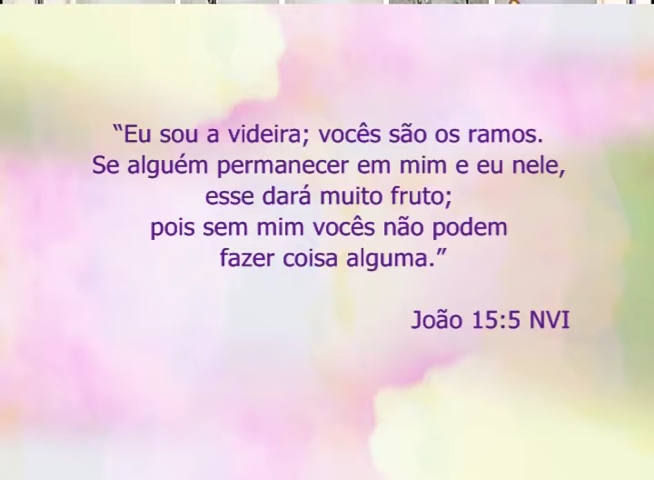 “Eu sou a videira; vocês são os ramos.
Se alguém permanecer em mim e eu nele,
esse dará muito fruto;
pois sem mim vocês não podem
fazer coisa alguma.”
João 15:5 NVI